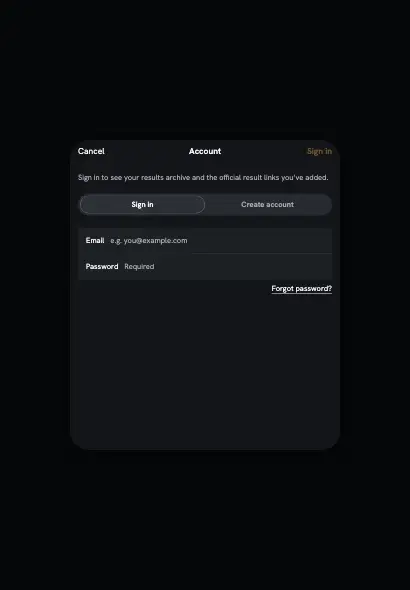 Cancel Account Sign in
Sign in to see your results archive and the official result links you've added.
Sign in Create account
Email e.g. you@example.com
Password Required
Forgot password?